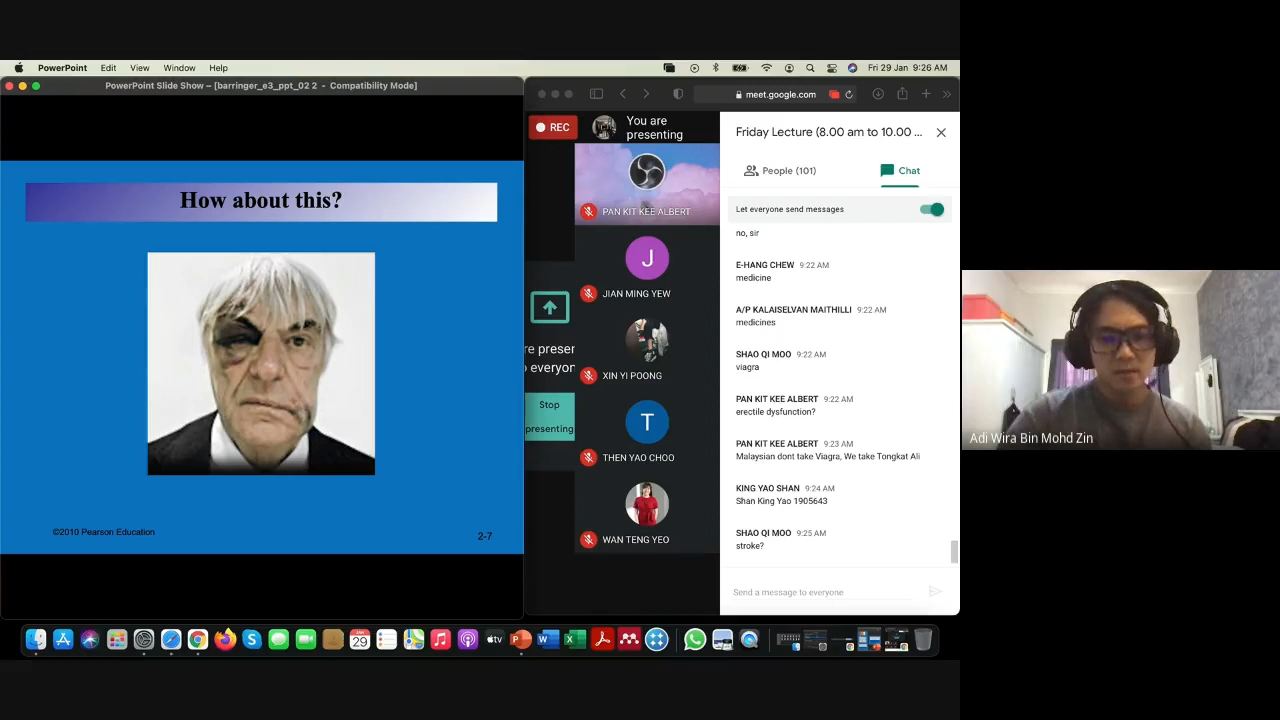 PowerPoint Edit View Window Help
Fri 29 Jan 9:26 AM
PowerPoint Slide Show – [barringer_e3_ppt_02 2 - Compatibility Mode]
How about this?
©2010 Pearson Education
2-7
meet.google.com
REC
You are
presenting
PAN KIT KEE ALBERT
J
JIAN MING YEW
XIN YI POONG
T
THEN YAO CHOO
WAN TENG YEO
re preser
o everyon
Stop
presenting
Friday Lecture (8.00 am to 10.00 ...
People (101)
Chat
Let everyone send messages
no, sir
E-HANG CHEW 9:22 AM
medicine
A/P KALAISELVAN MAITHILLI 9:22 AM
medicines
SHAO QI MOO 9:22 AM
viagra
PAN KIT KEE ALBERT 9:22 AM
erectile dysfunction?
PAN KIT KEE ALBERT 9:23 AM
Malaysian dont take Viagra, We take Tongkat Ali
KING YAO SHAN 9:24 AM
Shan King Yao 1905643
SHAO QI MOO 9:25 AM
stroke?
Send a message to everyone
Adi Wira Bin Mohd Zin
29
tv